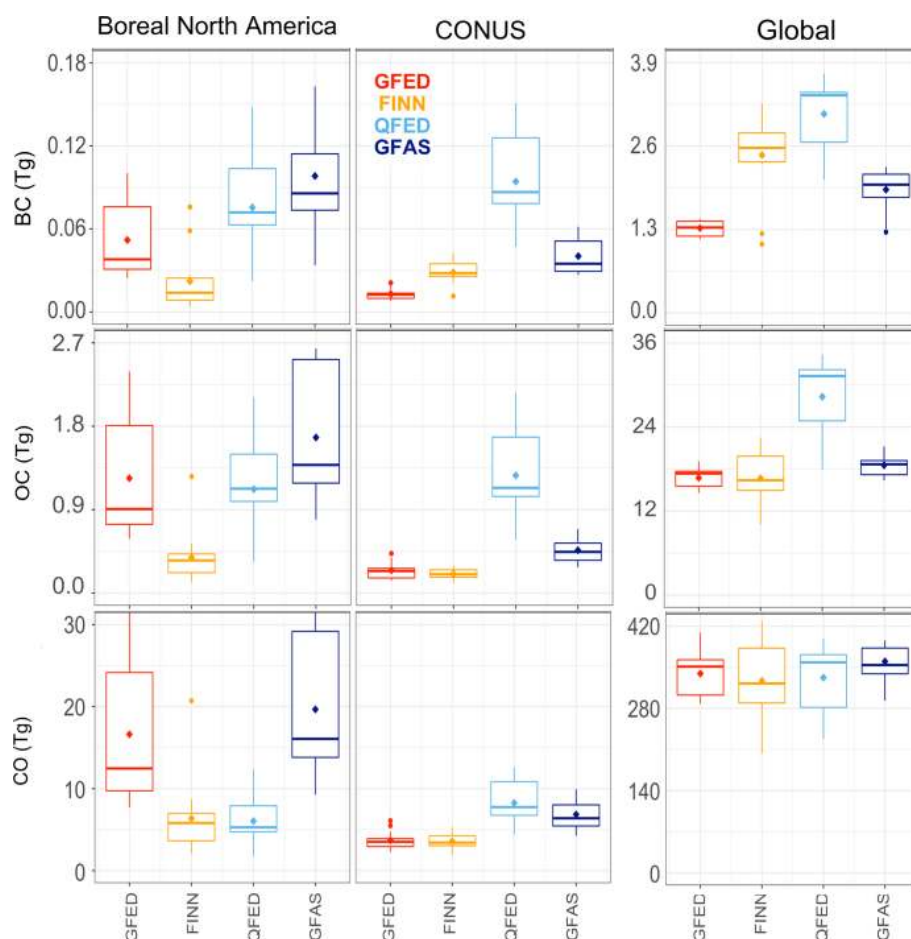 Boreal North America CONUS Global
BC (Tg)
0.18
0.12
0.06
0.00
GFED
FINN
QFED
GFAS
3.9
2.6
1.3
0.0
OC (Tg)
2.7
1.8
0.9
0.0
36
24
12
0
CO (Tg)
30
20
10
0
420
280
140
0
GFED FINN QFED GFAS GFED FINN QFED GFAS GFED FINN QFED GFAS